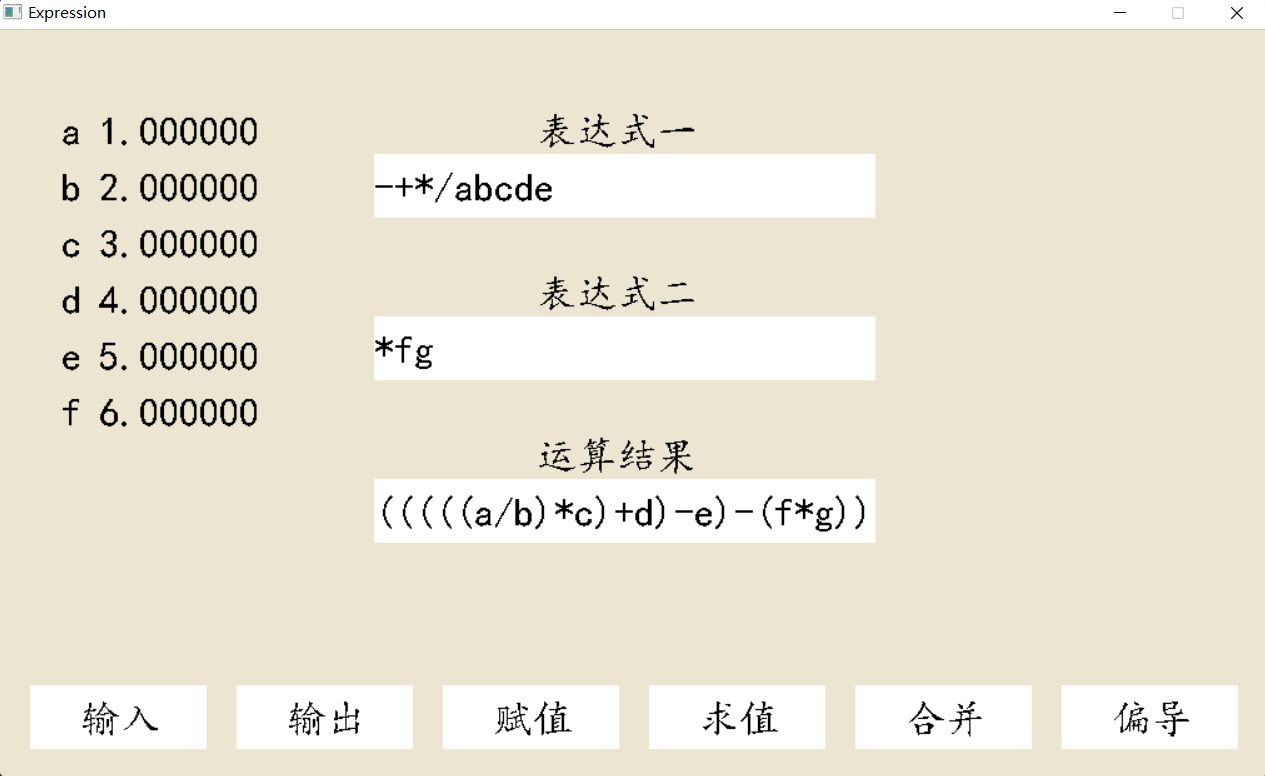 Expression
a 1.000000
b 2.000000
c 3.000000
d 4.000000
e 5.000000
f 6.000000
表达式一
-+*/abcde
表达式二
*fg
运算结果
(((((a/b)*c)+d)-e)-(f*g))
输入 输出 赋值 求值 合并 偏导